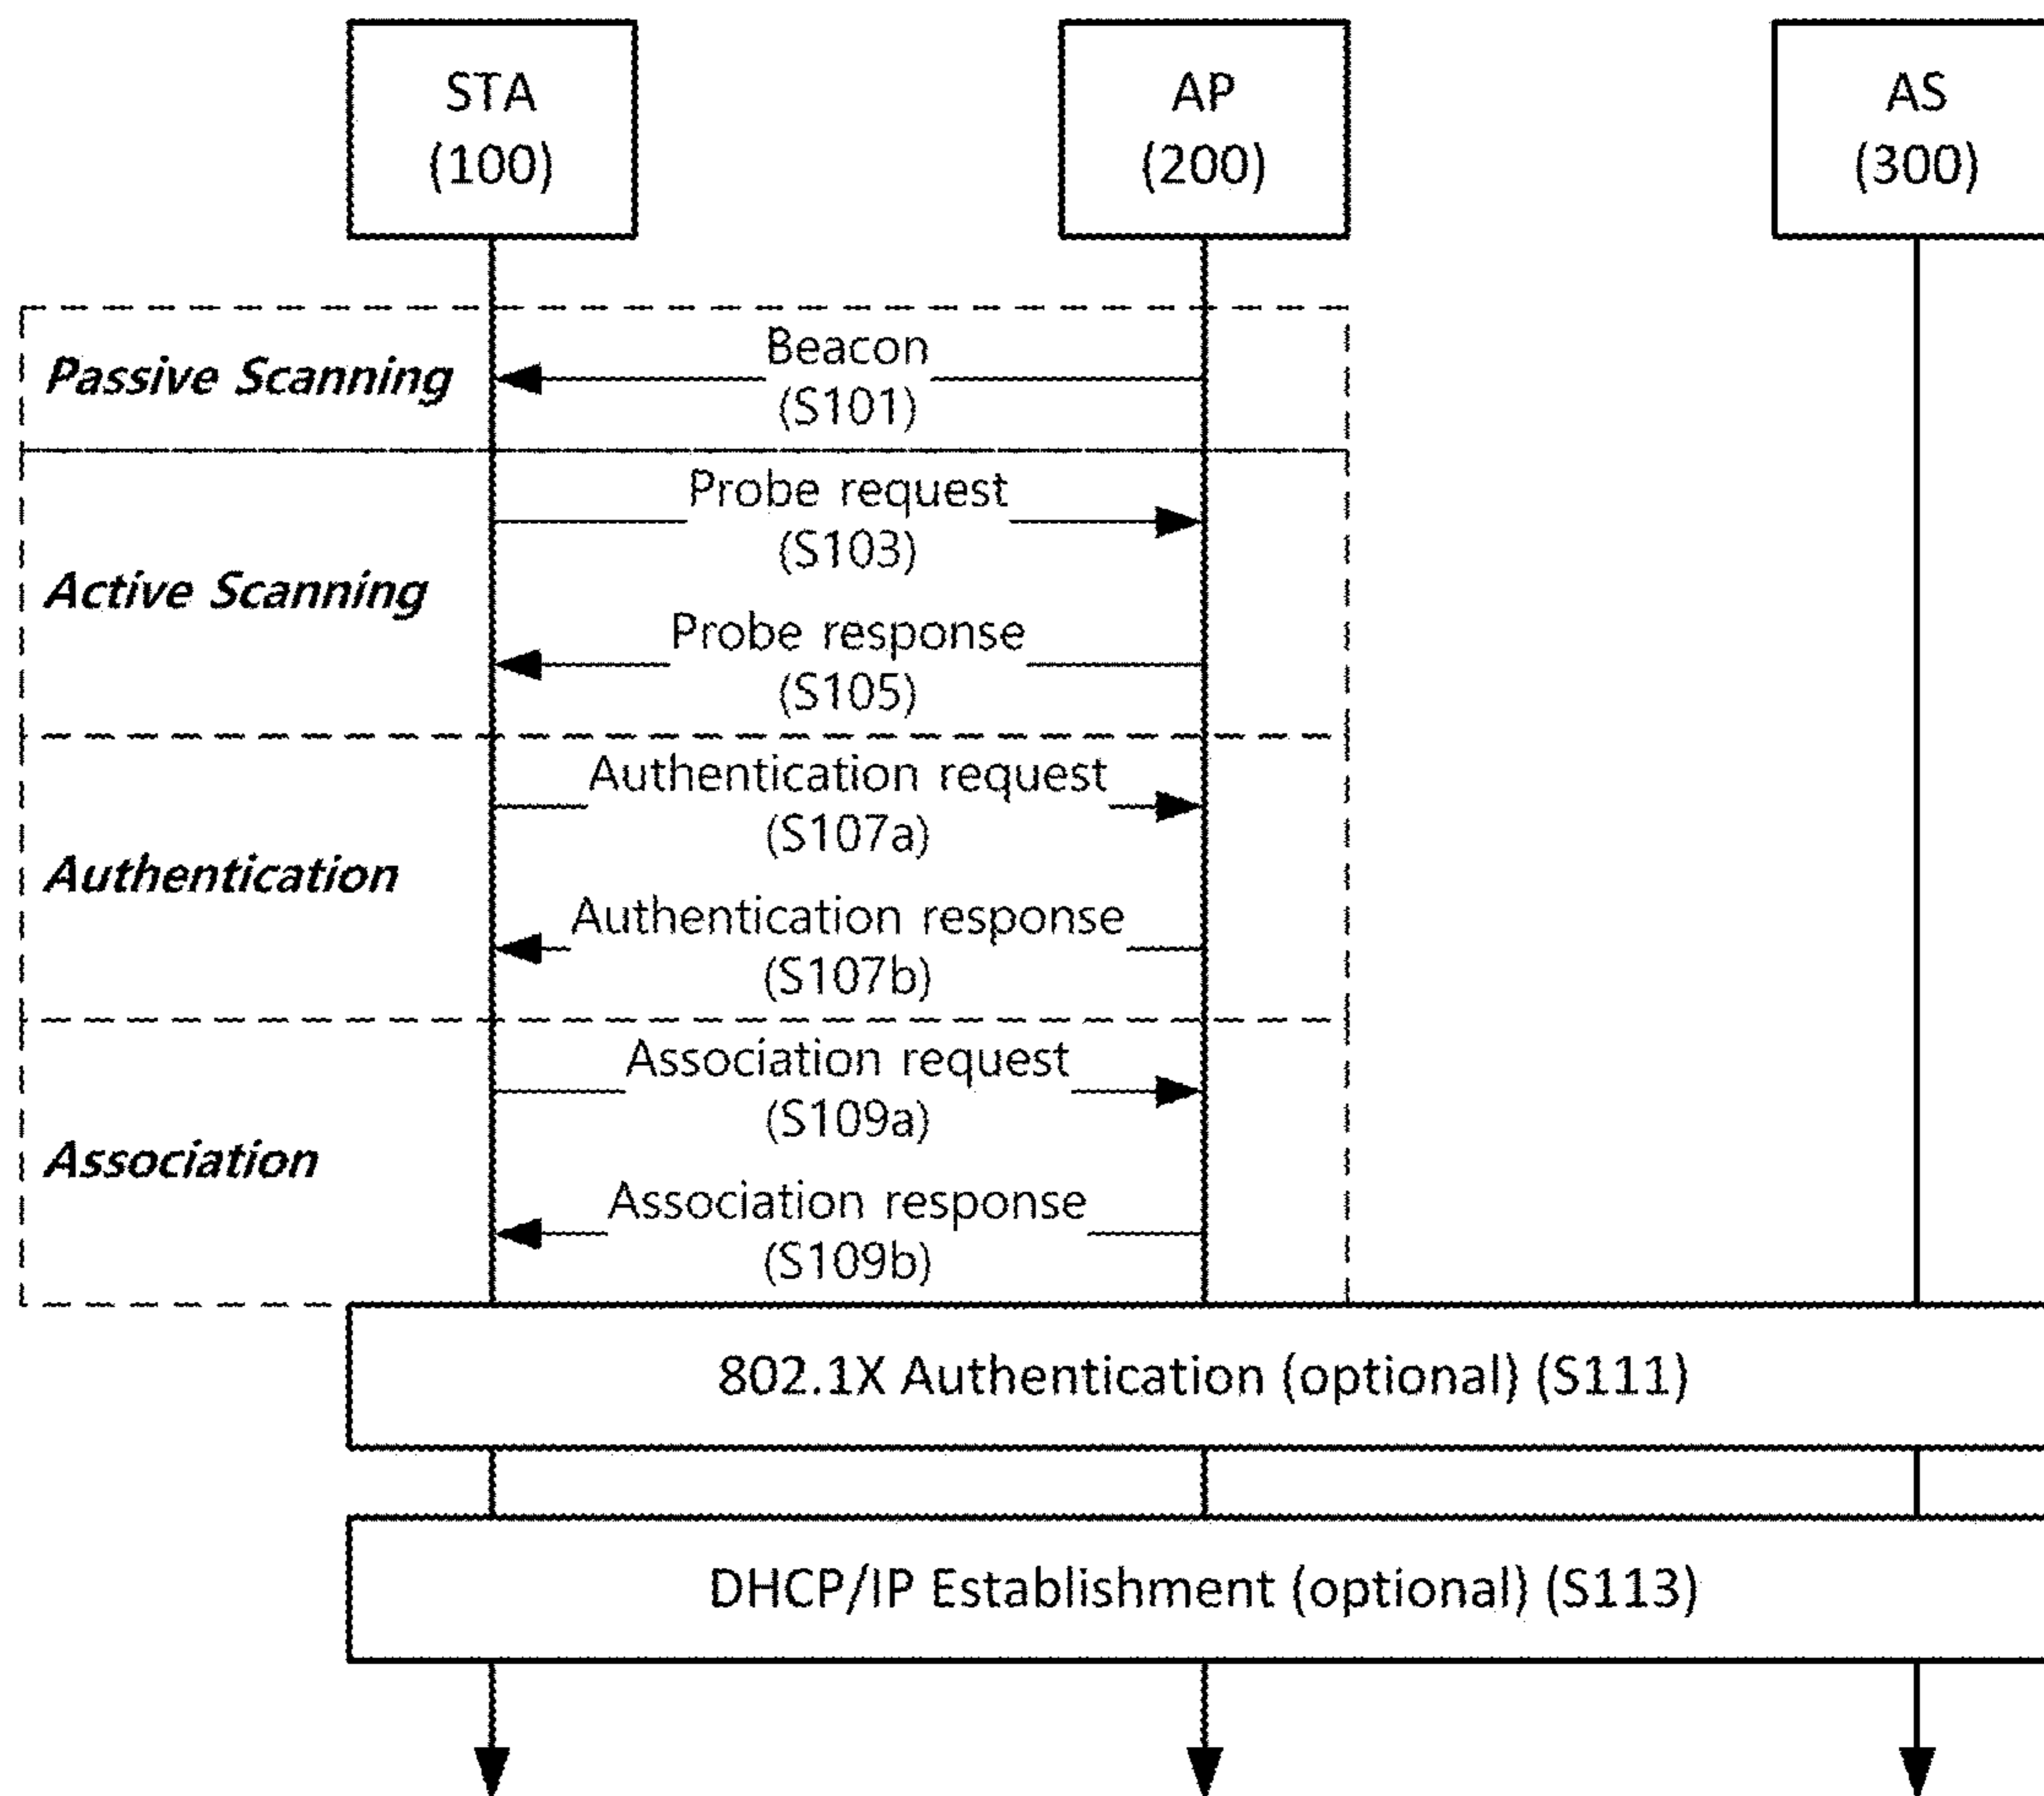 STA
(100)
AP
(200)
AS
(300)
Passive Scanning
Beacon
(S101)
Active Scanning
Probe request
(S103)
Probe response
(S105)
Authentication
Authentication request
(S107a)
Authentication response
(S107b)
Association
Association request
(S109a)
Association response
(S109b)
802.1X Authentication (optional) (S111)
DHCP/IP Establishment (optional) (S113)